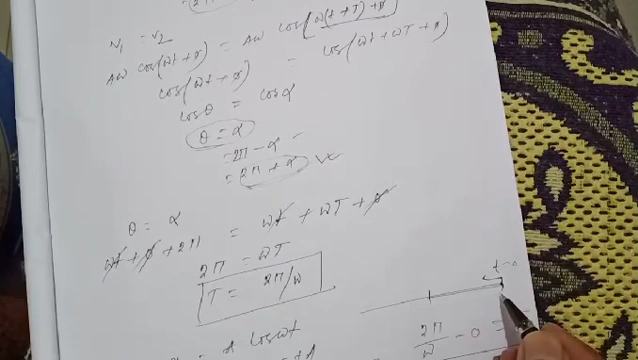 v₁ = v₂
Aω cos(ωt + φ) = Aω cos(ω(t + T) + φ)
cos(ωt + φ) = cos(ωt + ωT + φ)
cosθ = cosα
θ = α
= 2π - α
= 2π + α
θ = α
ωt + φ + 2π = ωt + ωT + φ
2π = ωT
T = 2π/ω
t = 0
A cosωt
2π/ω - 0 =